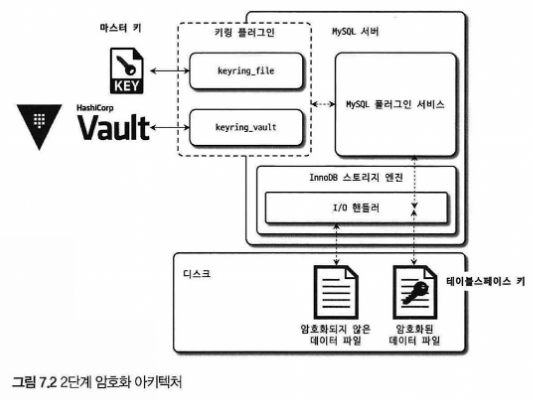 마스터 키
키링 플러그인
MySQL 서버
KEY
keyring_file
HashiCorp
Vault
keyring_vault
MySQL 플러그인 서비스
InnoDB 스토리지 엔진
I/O 핸들러
디스크
테이블스페이스 키
암호화되지 않은
데이터 파일
암호화된
데이터 파일
그림 7.2 2단계 암호화 아키텍처